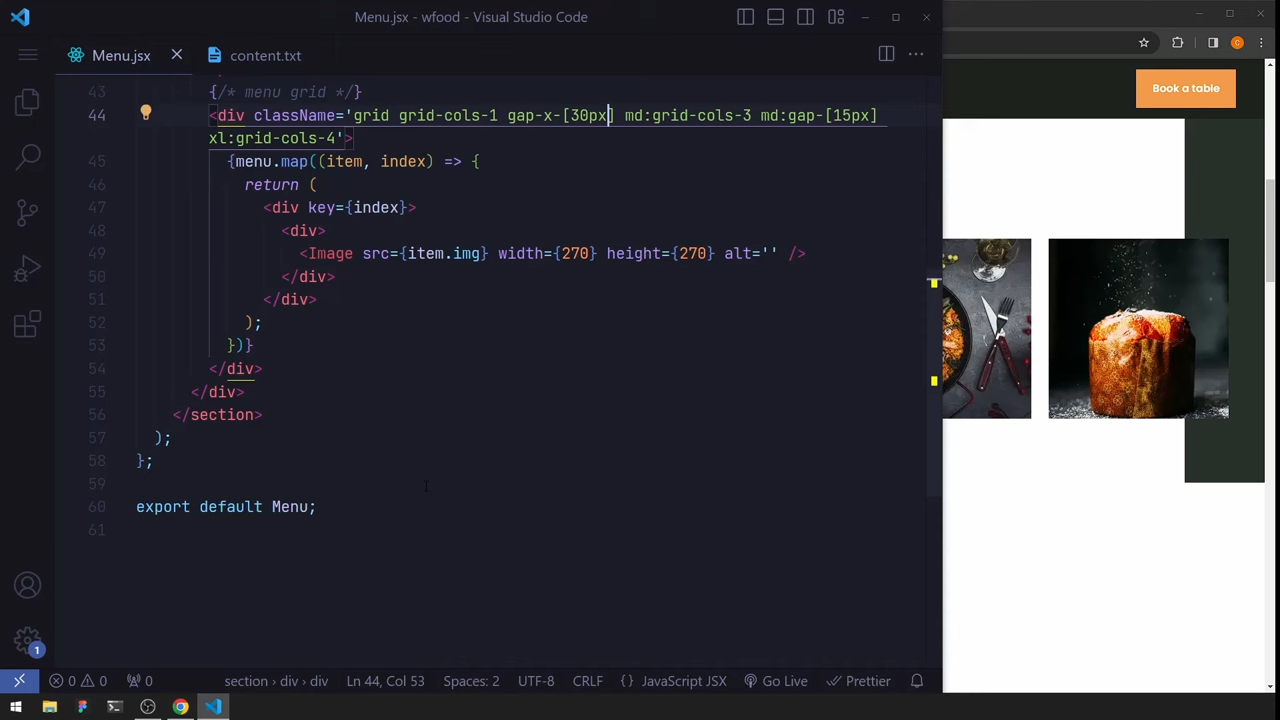 Menu.jsx - wfood - Visual Studio Code
Menu.jsx
content.txt
Book a table
43 {/* menu grid */}
44 <div className='grid grid-cols-1 gap-x-[30px] md:grid-cols-3 md:gap-[15px]
xl:grid-cols-4'>
45 {menu.map((item, index) => {
46 return (
47 <div key={index}>
48 <div>
49 <Image src={item.img} width={270} height={270} alt='' />
50 </div>
51 </div>
52 );
53 })}
54 </div>
55 </div>
56 </section>
57 );
58 };
59
60 export default Menu;
61
1
0 0 0 section > div > div Ln 44, Col 53 Spaces: 2 UTF-8 CRLF {} JavaScript JSX Go Live Prettier